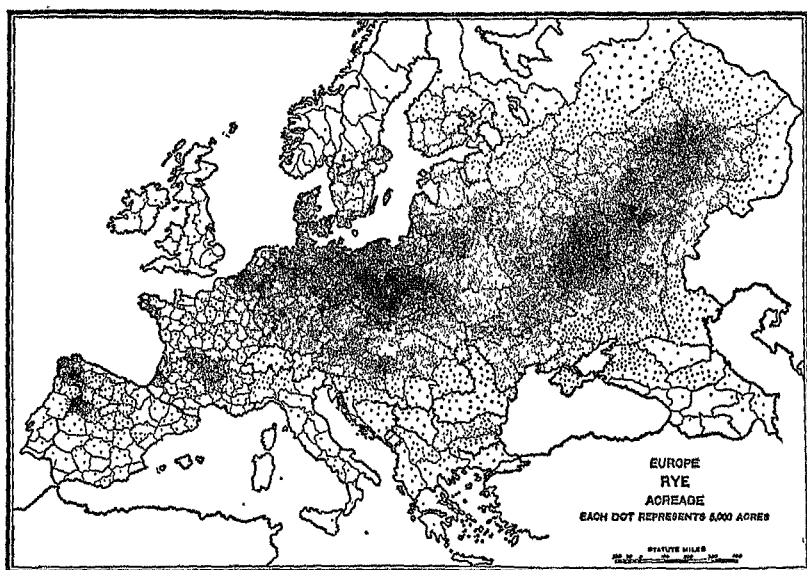 EUROPE
RYE
ACREAGE
EACH DOT REPRESENTS 5,000 ACRES
STATUTE MILES